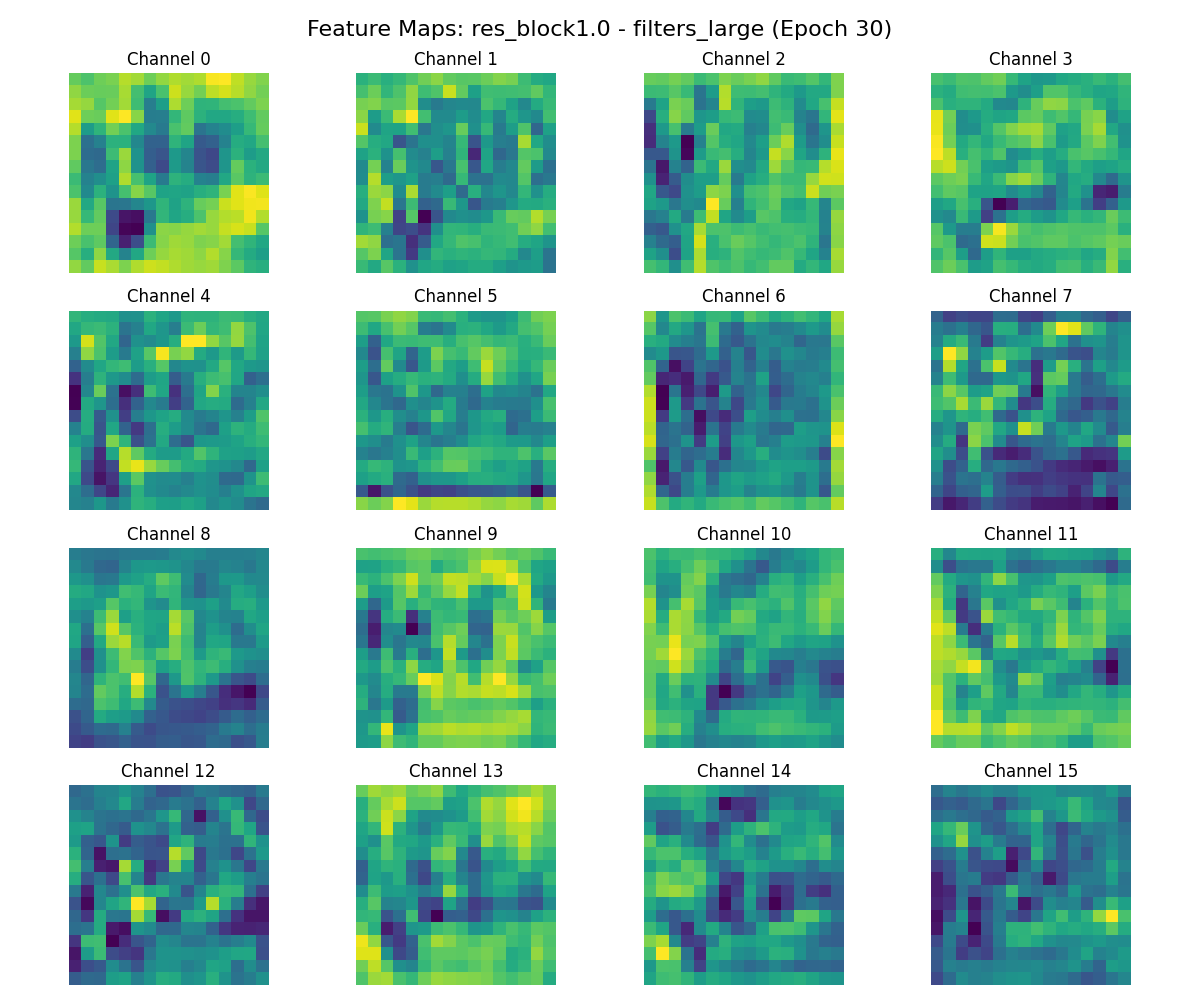 Feature Maps: res_block1.0 - filters_large (Epoch 30)
Channel 0
Channel 1
Channel 2
Channel 3
Channel 4
Channel 5
Channel 6
Channel 7
Channel 8
Channel 9
Channel 10
Channel 11
Channel 12
Channel 13
Channel 14
Channel 15